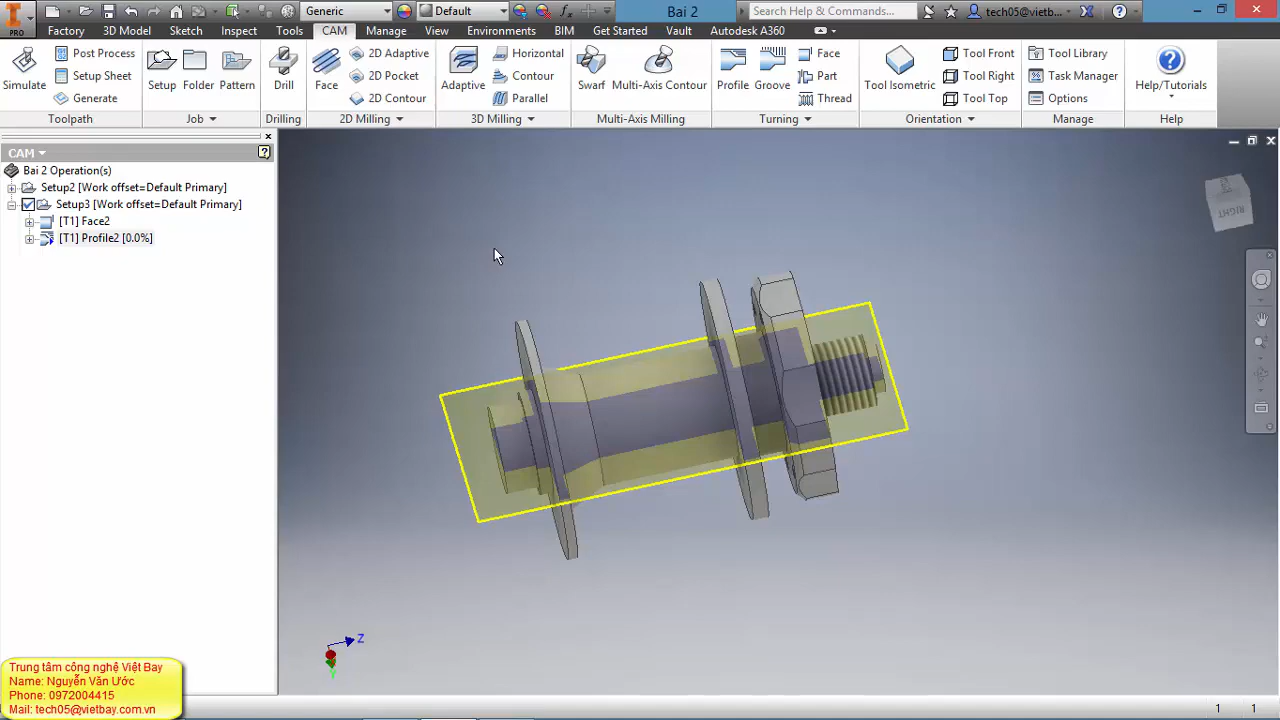 PRO
Generic
Default
Bai 2
Search Help & Commands...
tech05@vietb...
Factory
3D Model
Sketch
Inspect
Tools
CAM
Manage
View
Environments
BIM
Get Started
Vault
Autodesk A360
Simulate
Post Process
Setup Sheet
Generate
Toolpath
Setup
Folder
Pattern
Job
Drill
Drilling
Face
2D Adaptive
2D Pocket
2D Contour
2D Milling
Adaptive
Horizontal
Contour
Parallel
3D Milling
Swarf
Multi-Axis Contour
Multi-Axis Milling
Profile
Groove
Face
Part
Thread
Turning
Tool Isometric
Tool Front
Tool Right
Tool Top
Orientation
Tool Library
Task Manager
Options
Manage
Help/Tutorials
Help
CAM
Bai 2 Operation(s)
Setup2 [Work offset=Default Primary]
Setup3 [Work offset=Default Primary]
[T1] Face2
[T1] Profile2 [0.0%]
RIGHT
Z
Y
Trung tâm công nghệ Việt Bay
Name: Nguyễn Văn Ước
Phone: 0972004415
Mail: tech05@vietbay.com.vn
1 1